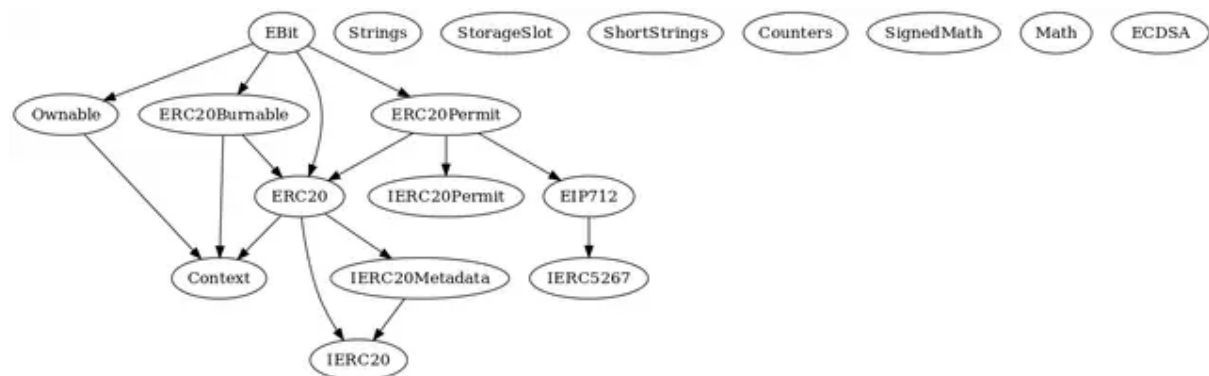 EBit Strings StorageSlot ShortStrings Counters SignedMath Math ECDSA
Ownable ERC20Burnable ERC20Permit
ERC20 IERC20Permit EIP712
Context IERC20Metadata IERC5267
IERC20